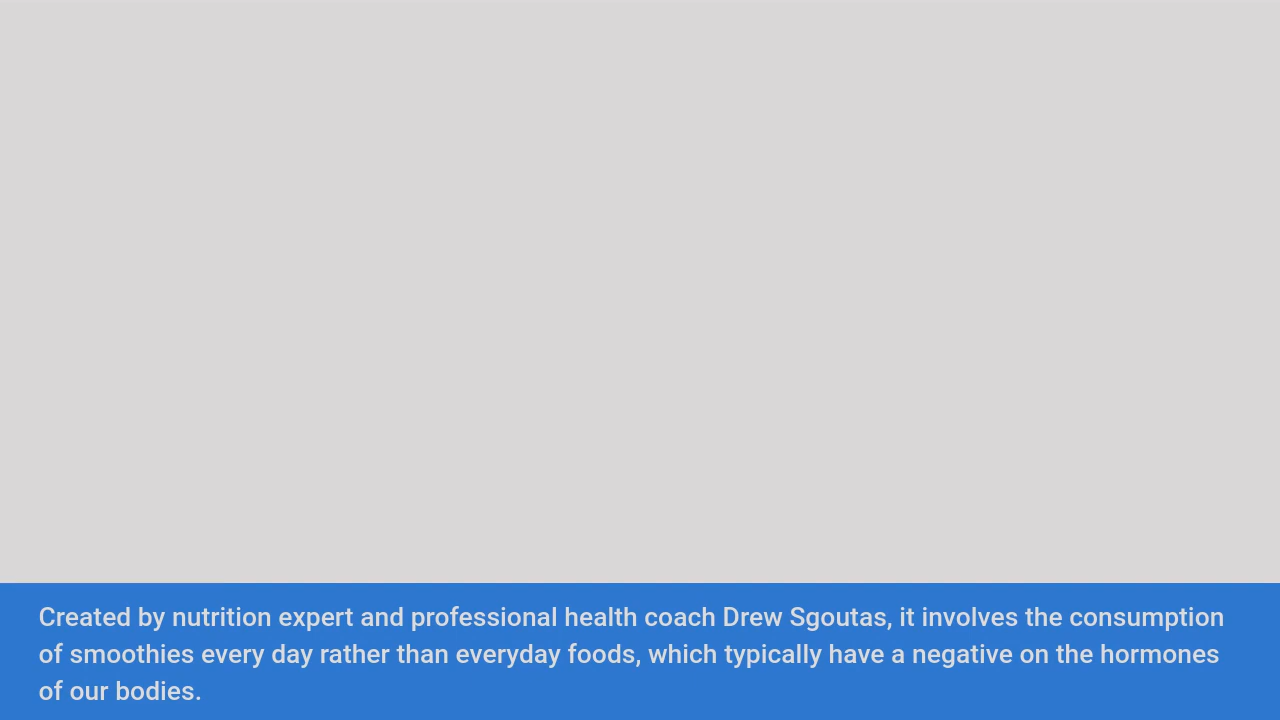 Created by nutrition expert and professional health coach Drew Sgoutas, it involves the consumption
of smoothies every day rather than everyday foods, which typically have a negative on the hormones
of our bodies.